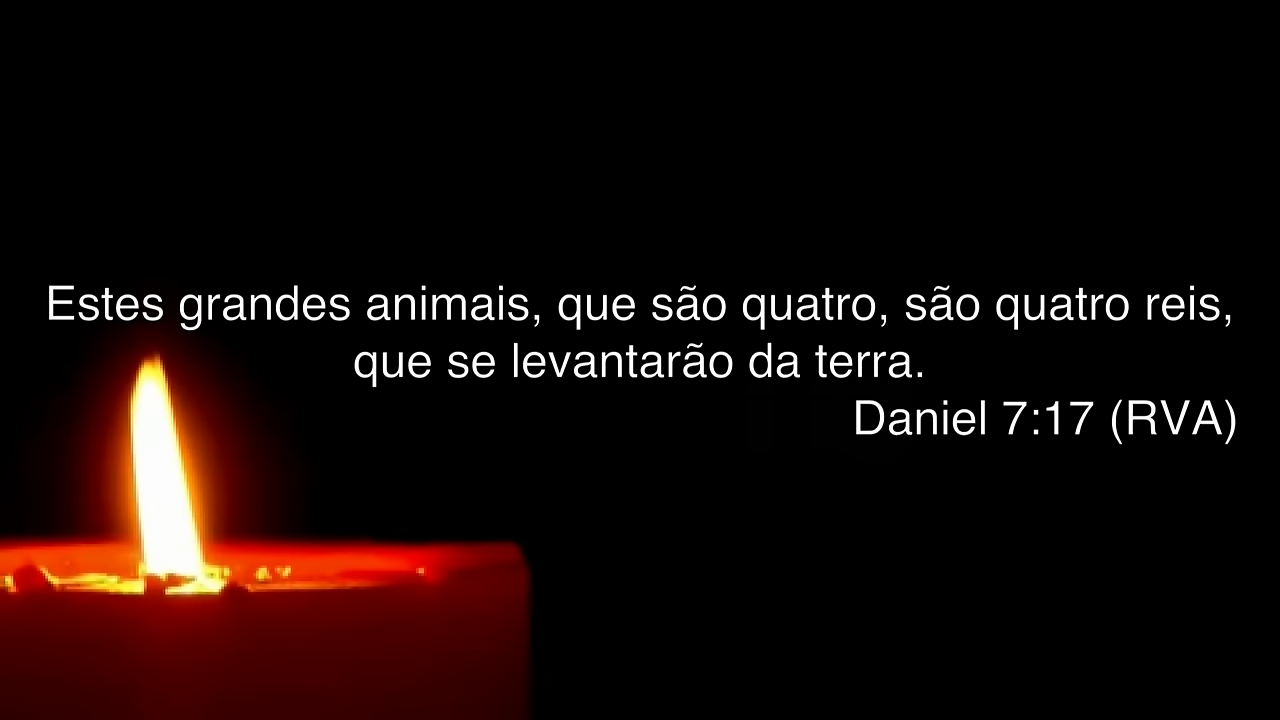 Estes grandes animais, que são quatro, são quatro reis,
que se levantarão da terra.
Daniel 7:17 (RVA)